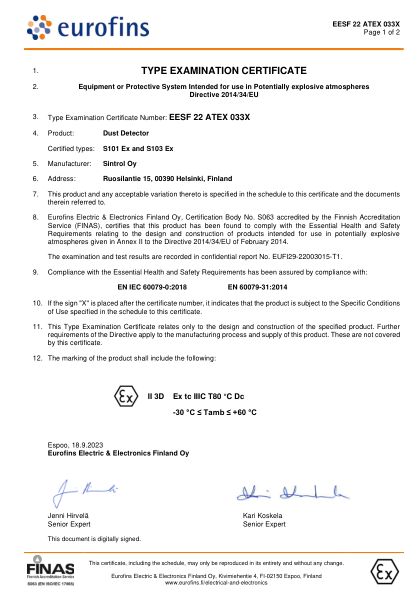 eurofins
EESF 22 ATEX 033X
Page 1 of 2
1. TYPE EXAMINATION CERTIFICATE
2. Equipment or Protective System Intended for use in Potentially explosive atmospheres
Directive 2014/34/EU
3. Type Examination Certificate Number: EESF 22 ATEX 033X
4. Product: Dust Detector
Certified types: S101 Ex and S103 Ex
5. Manufacturer: Sintrol Oy
6. Address: Ruosilantie 15, 00390 Helsinki, Finland
7. This product and any acceptable variation thereto is specified in the schedule to this certificate and the documents
therein referred to.
8. Eurofins Electric & Electronics Finland Oy, Certification Body No. S063 accredited by the Finnish Accreditation
Service (FINAS), certifies that this product has been found to comply with the Essential Health and Safety
Requirements relating to the design and construction of products intended for use in potentially explosive
atmospheres given in Annex II to the Directive 2014/34/EU of February 2014.
The examination and test results are recorded in confidential report No. EUFI29-22003015-T1.
9. Compliance with the Essential Health and Safety Requirements has been assured by compliance with:
EN IEC 60079-0:2018 EN 60079-31:2014
10. If the sign "X" is placed after the certificate number, it indicates that the product is subject to the Specific Conditions
of Use specified in the schedule to this certificate.
11. This Type Examination Certificate relates only to the design and construction of the specified product. Further
requirements of the Directive apply to the manufacturing process and supply of this product. These are not covered
by this certificate.
12. The marking of the product shall include the following:
Ex II 3D Ex tc IIIC T80 °C Dc
-30 °C ≤ Tamb ≤ +60 °C
Espoo, 18.9.2023
Eurofins Electric & Electronics Finland Oy
Jenni Hirvelä
Senior Expert
Kari Koskela
Senior Expert
This document is digitally signed.
FINAS
Finnish Accreditation Service
S063 (EN ISO/IEC 17065)
This certificate, including the schedule, may only be reproduced in its entirety and without any change.
Eurofins Electric & Electronics Finland Oy, Kivimiehentie 4, FI-02150 Espoo, Finland
www.eurofins.fi/electrical-and-electronics
Ex